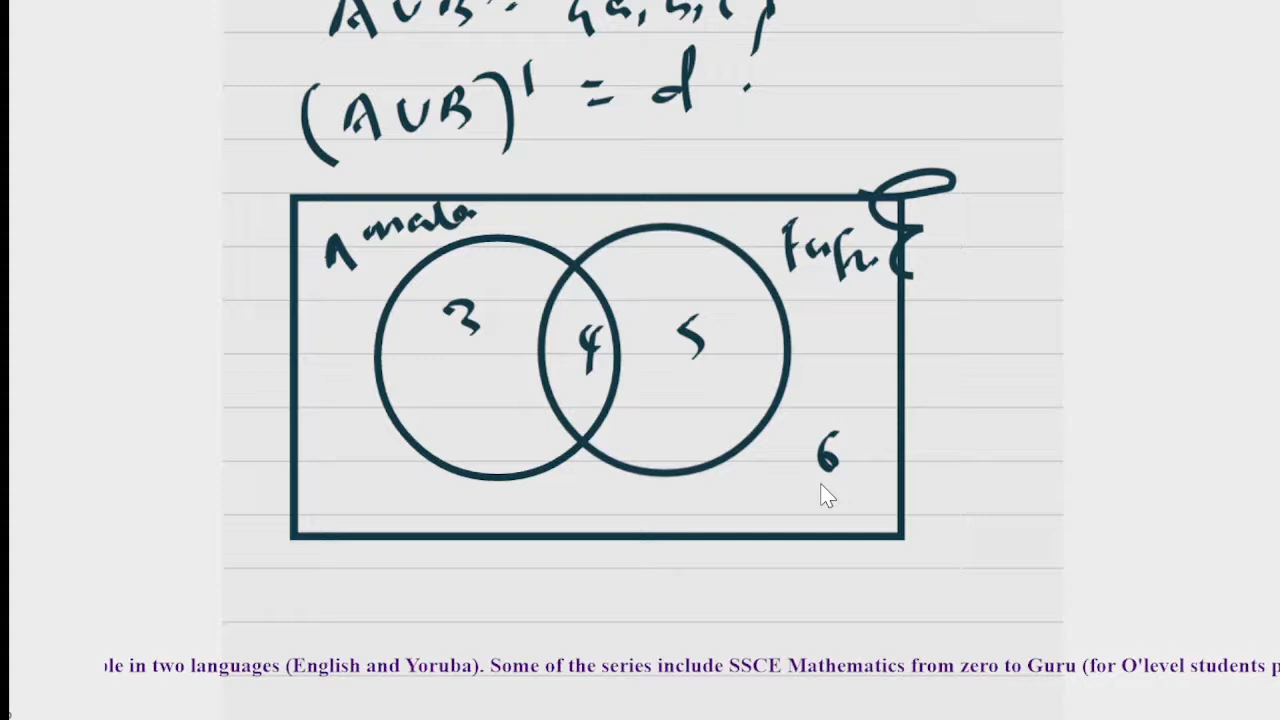 A∪B
(A∪B)' = d.
Amala
Fufu
ξ
3
4
5
6
in two languages (English and Yoruba). Some of the series include SSCE Mathematics from zero to Guru (for O'level students